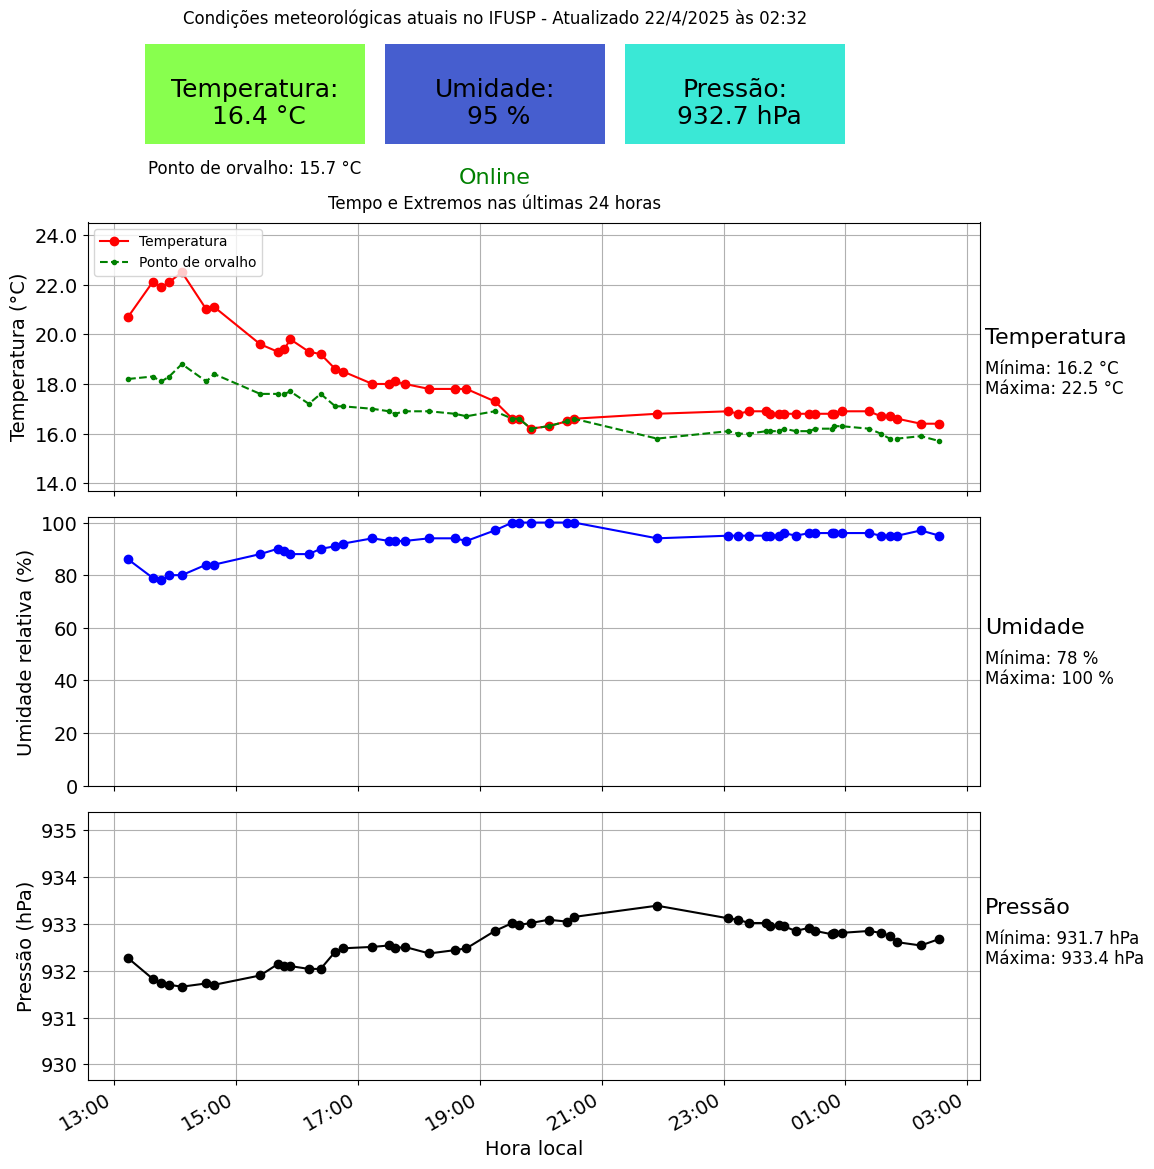 Condições meteorológicas atuais no IFUSP - Atualizado 22/4/2025 às 02:32
Temperatura:
16.4 °C
Umidade:
95 %
Pressão:
932.7 hPa
Ponto de orvalho: 15.7 °C
Online
Tempo e Extremos nas últimas 24 horas
Temperatura (°C)
24.0
22.0
20.0
18.0
16.0
14.0
Temperatura
Ponto de orvalho
Temperatura
Mínima: 16.2 °C
Máxima: 22.5 °C
Umidade relativa (%)
100
80
60
40
20
0
Umidade
Mínima: 78 %
Máxima: 100 %
Pressão (hPa)
935
934
933
932
931
930
Pressão
Mínima: 931.7 hPa
Máxima: 933.4 hPa
13:00
15:00
17:00
19:00
21:00
23:00
01:00
03:00
Hora local